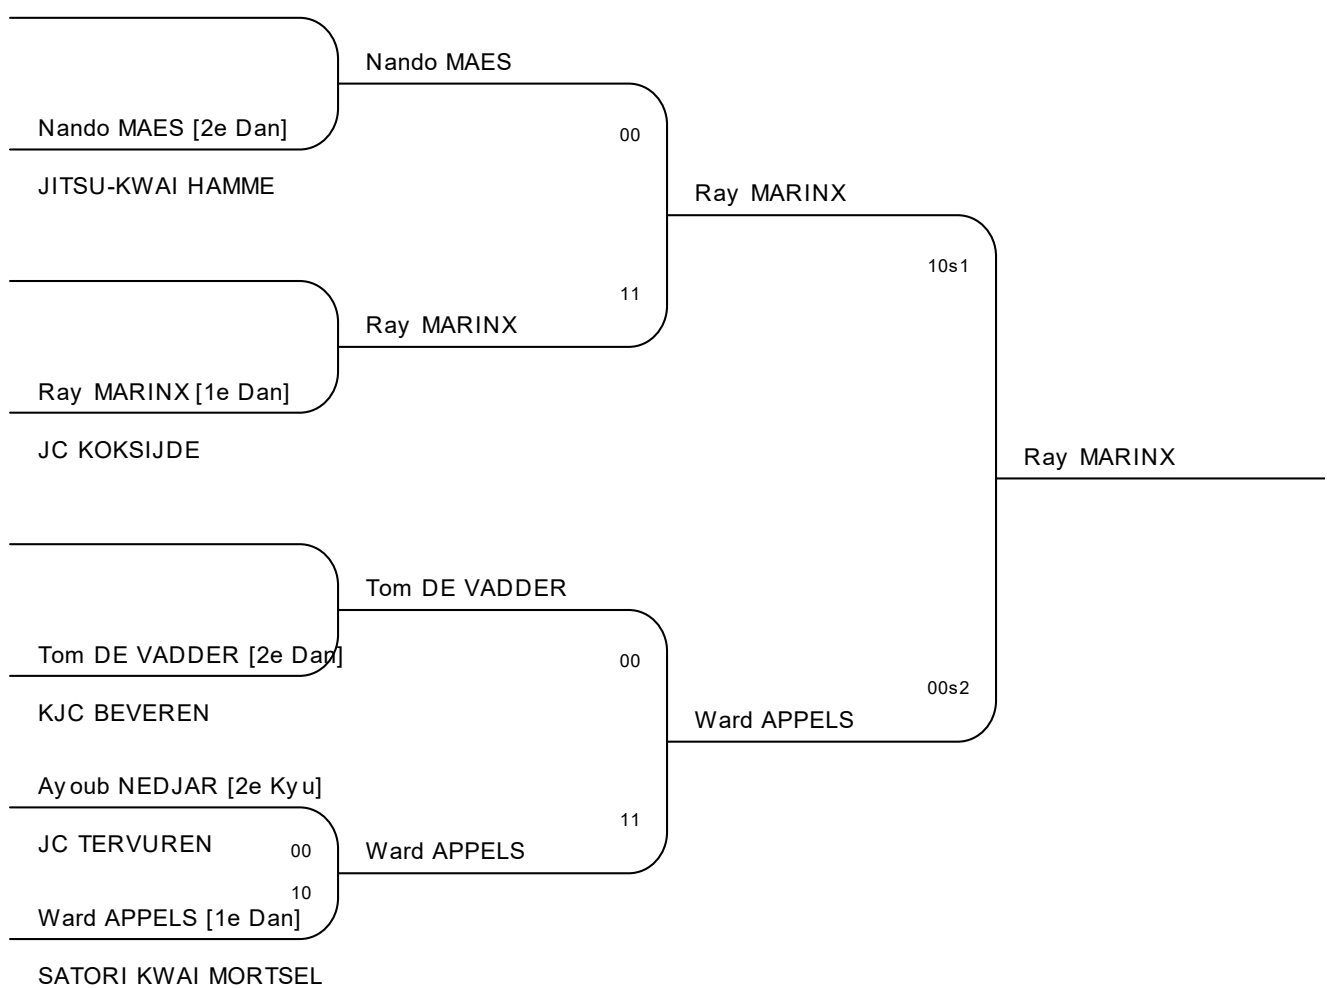 Nando MAES
Nando MAES [2e Dan]
00
JITSU-KWAI HAMME
Ray MARINX
10s1
11
Ray MARINX
Ray MARINX [1e Dan]
JC KOKSIJDE
Ray MARINX
Tom DE VADDER
Tom DE VADDER [2e Dan]
00
00s2
KJC BEVEREN
Ward APPELS
Ayoub NEDJAR [2e Kyu]
11
JC TERVUREN
00
Ward APPELS
10
Ward APPELS [1e Dan]
SATORI KWAI MORTSEL